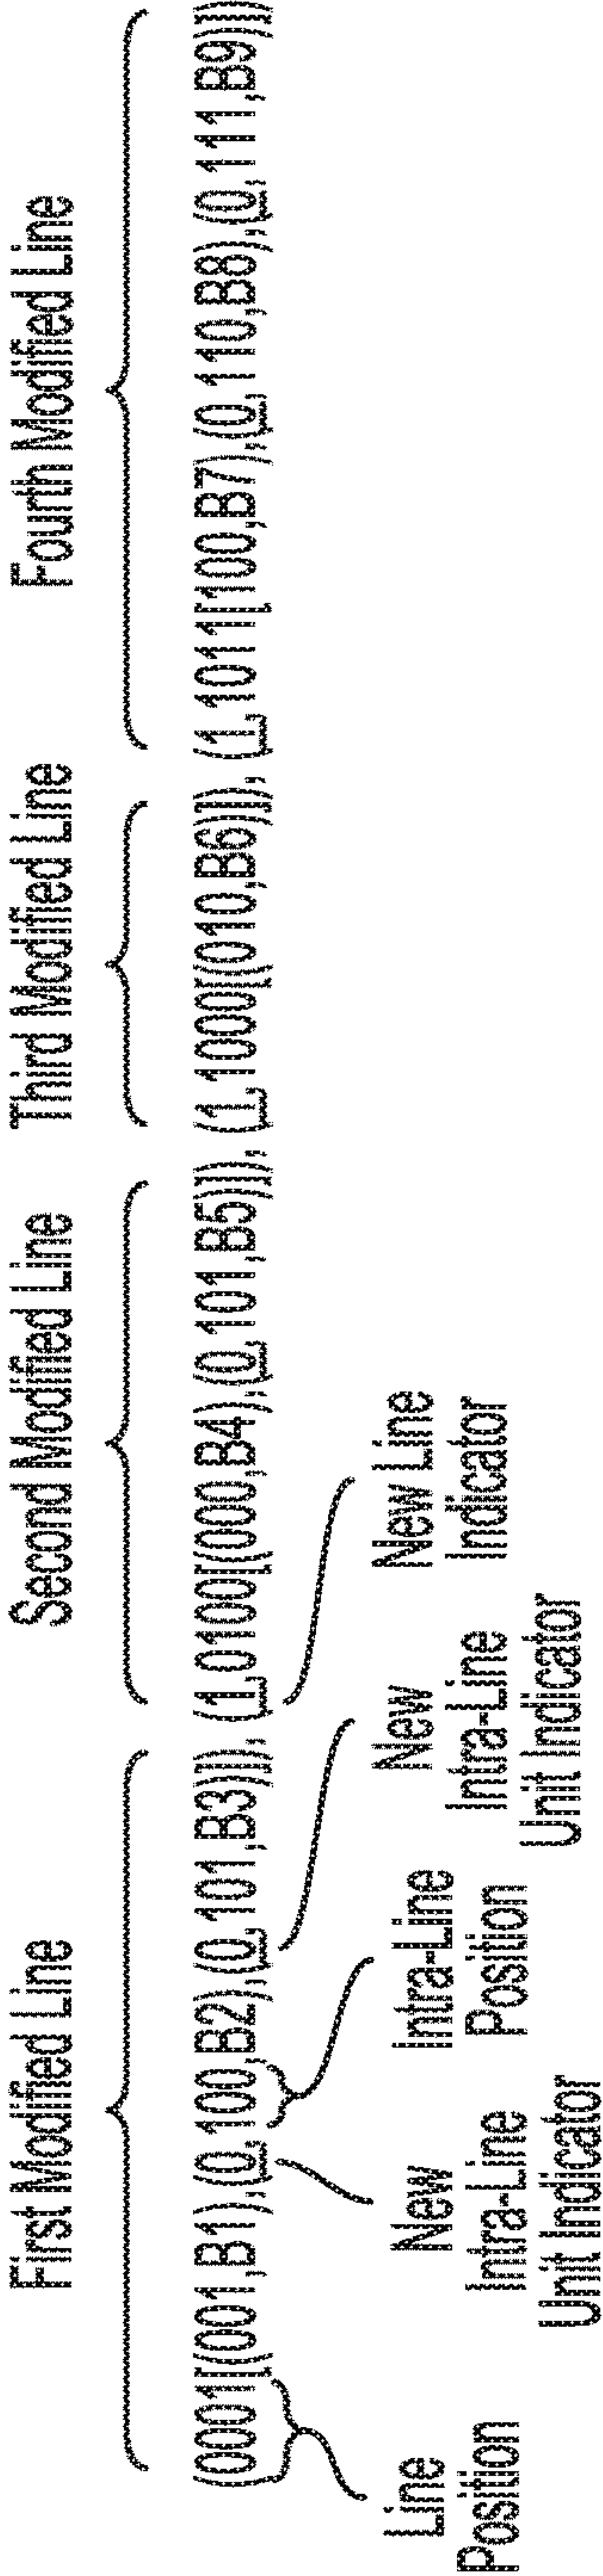 First Modified Line
Second Modified Line
Third Modified Line
Fourth Modified Line
(0001[(001,B1),(0,100,B2),(0,101,B3)]), (1,0100[(000,B4),(0,101,B5)]), (1,1000[(010,B6)]), (1,1011[100,B7),(0,110,B8),(0,111,B9)])
Line
Position
New
Intra-Line
Unit Indicator
Intra-Line
Position
New
Intra-Line
Unit Indicator
New Line
Indicator